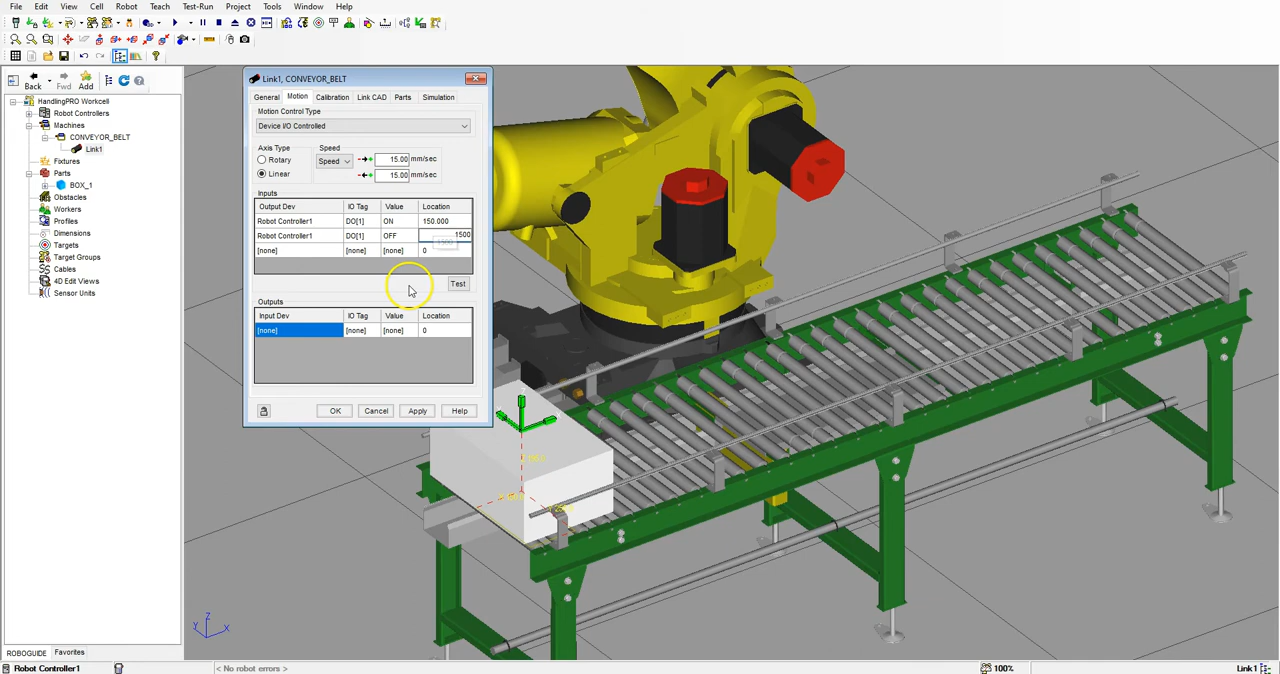 File Edit View Cell Robot Teach Test-Run Project Tools Window Help
Back Fwd Add
HandlingPRO Workcell
Robot Controllers
Machines
CONVEYOR_BELT
Link1
Fixtures
Parts
BOX_1
Obstacles
Workers
Profiles
Dimensions
Targets
Target Groups
Cables
4D Edit Views
Sensor Units
Link1, CONVEYOR_BELT
General Motion Calibration Link CAD Parts Simulation
Motion Control Type
Device I/O Controlled
Axis Type Speed
Rotary Speed 15.00 mm/sec
Linear 15.00 mm/sec
Inputs
Output Dev IO Tag Value Location
Robot Controller1 DO[1] ON 150.000
Robot Controller1 DO[1] OFF 1500
[none] [none] [none] 0
1500
Test
Outputs
Input Dev IO Tag Value Location
[none] [none] [none] 0
OK Cancel Apply Help
Z
Y X
ROBOGUIDE Favorites
Robot Controller1 < No robot errors > 100% Link1